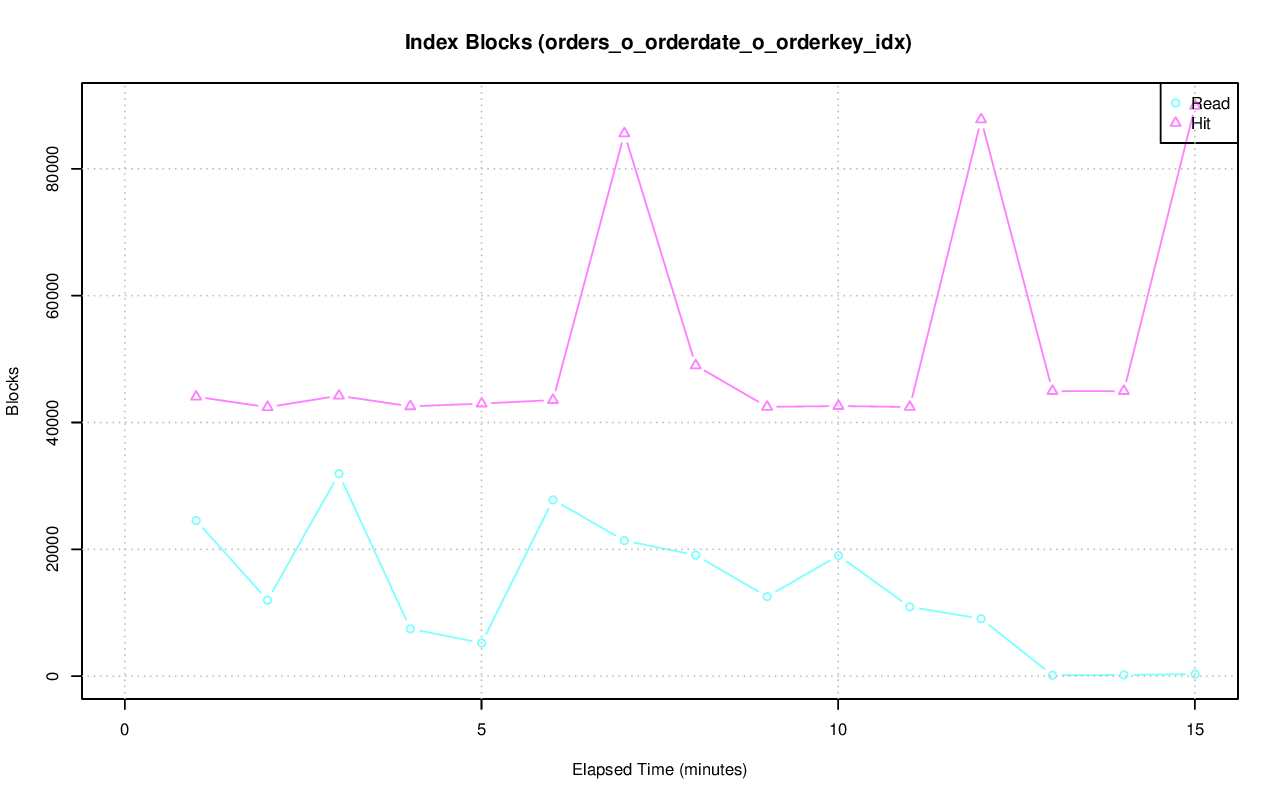 Index Blocks (orders_o_orderdate_o_orderkey_idx)
Read
Hit
Blocks
80000
60000
40000
20000
0
0 5 10 15
Elapsed Time (minutes)